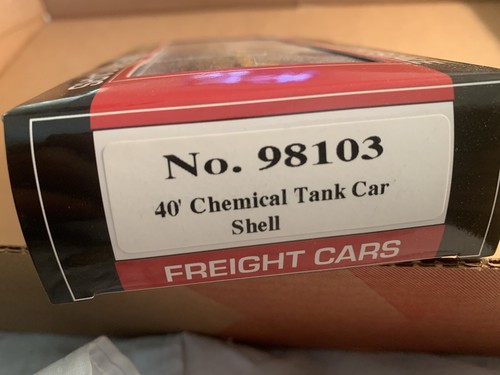 No. 98103
40' Chemical Tank Car
Shell
FREIGHT CARS